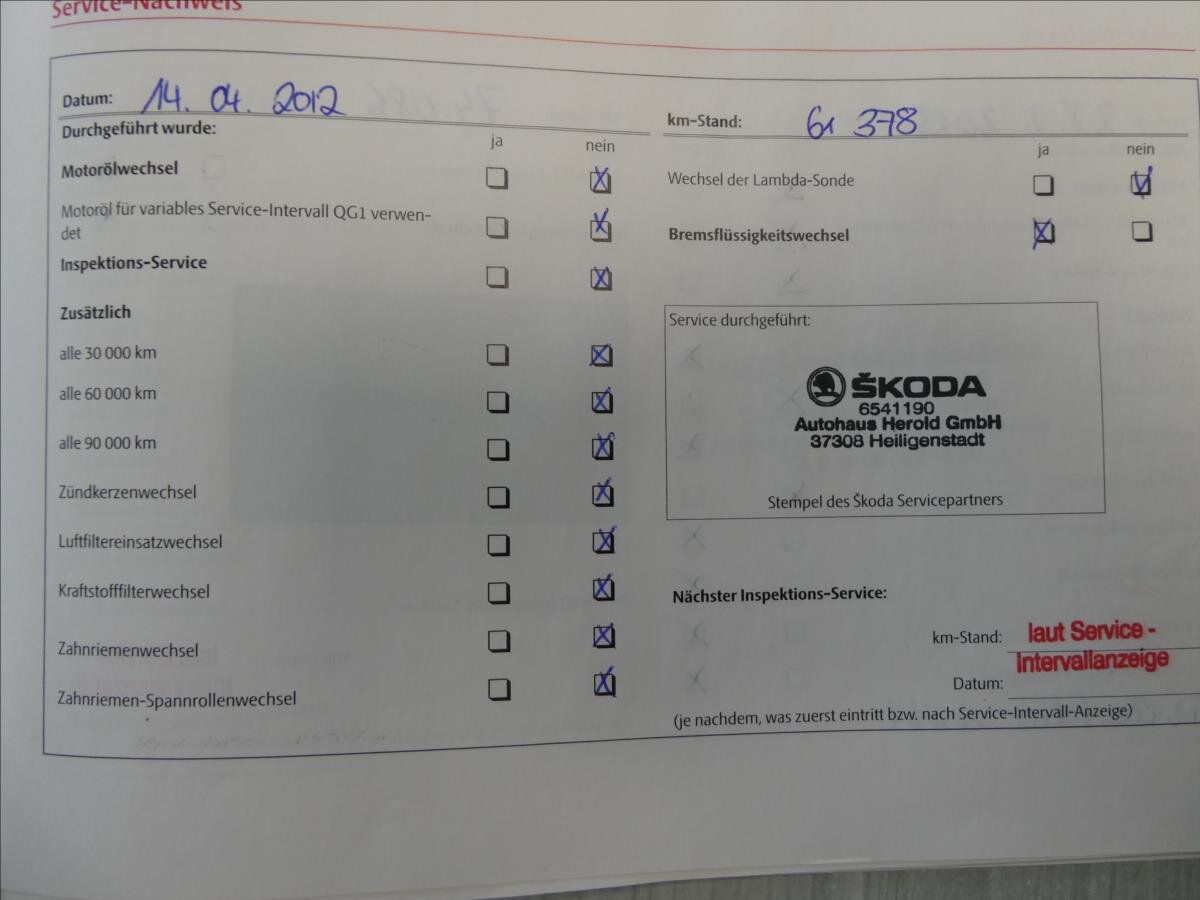 Service-Nachweis
Datum: 14. 04. 2012
Durchgeführt wurde:
ja nein
Motorölwechsel
Motoröl für variables Service-Intervall QG1 verwen-
det
Inspektions-Service
Zusätzlich
alle 30 000 km
alle 60 000 km
alle 90 000 km
Zündkerzenwechsel
Luftfiltereinsatzwechsel
Kraftstofffilterwechsel
Zahnriemenwechsel
Zahnriemen-Spannrollenwechsel
km-Stand: 61 378
ja nein
Wechsel der Lambda-Sonde
Bremsflüssigkeitswechsel
Service durchgeführt:
ŠKODA
6541190
Autohaus Herold GmbH
37308 Heiligenstadt
Stempel des Škoda Servicepartners
Nächster Inspektions-Service:
km-Stand: laut Service -
Intervallanzeige
Datum:
(je nachdem, was zuerst eintritt bzw. nach Service-Intervall-Anzeige)